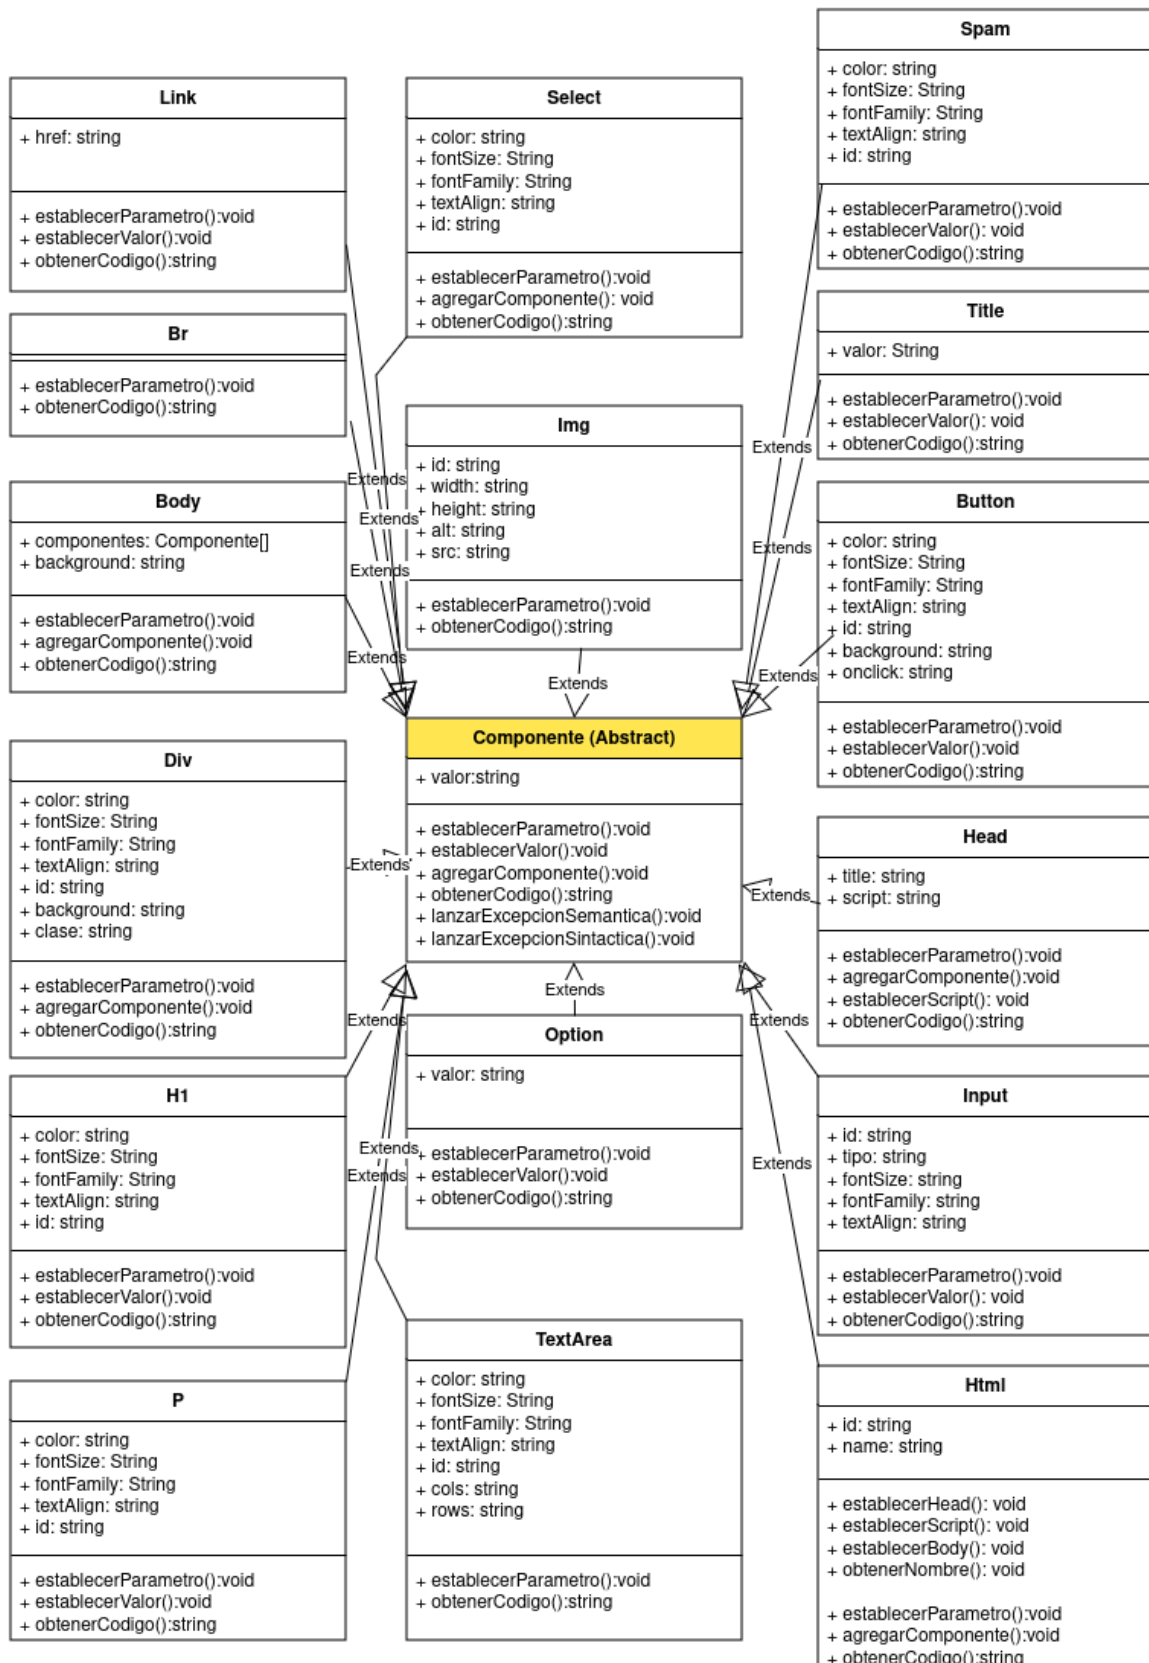 Link
+ href: string
+ establecerParametro():void
+ establecerValor():void
+ obtenerCodigo():string
Br
+ establecerParametro():void
+ obtenerCodigo():string
Body
+ componentes: Componente[]
+ background: string
+ establecerParametro():void
+ agregarComponente():void
+ obtenerCodigo():string
Div
+ color: string
+ fontSize: String
+ fontFamily: String
+ textAlign: string
+ id: string
+ background: string
+ clase: string
+ establecerParametro():void
+ agregarComponente():void
+ obtenerCodigo():string
H1
+ color: string
+ fontSize: String
+ fontFamily: String
+ textAlign: string
+ id: string
+ establecerParametro():void
+ establecerValor():void
+ obtenerCodigo():string
P
+ color: string
+ fontSize: String
+ fontFamily: String
+ textAlign: string
+ id: string
+ establecerParametro():void
+ establecerValor():void
+ obtenerCodigo():string
Extends
Extends
Extends
Extends
Extends
Extends
Extends
Extends
Select
+ color: string
+ fontSize: String
+ fontFamily: String
+ textAlign: string
+ id: string
+ establecerParametro():void
+ agregarComponente(): void
+ obtenerCodigo():string
Img
+ id: string
+ width: string
+ height: string
+ alt: string
+ src: string
+ establecerParametro():void
+ obtenerCodigo():string
Extends
Componente (Abstract)
+ valor:string
+ establecerParametro():void
+ establecerValor():void
+ agregarComponente():void
+ obtenerCodigo():string
+ lanzarExcepcionSemantica():void
+ lanzarExcepcionSintactica():void
Extends
Option
+ valor: string
+ establecerParametro():void
+ establecerValor():void
+ obtenerCodigo():string
TextArea
+ color: string
+ fontSize: String
+ fontFamily: String
+ textAlign: string
+ id: string
+ cols: string
+ rows: string
+ establecerParametro():void
+ obtenerCodigo():string
Extends
Extends
Extends
Extends
Extends
Extends
Spam
+ color: string
+ fontSize: String
+ fontFamily: String
+ textAlign: string
+ id: string
+ establecerParametro():void
+ establecerValor(): void
+ obtenerCodigo():string
Title
+ valor: String
+ establecerParametro():void
+ establecerValor(): void
+ obtenerCodigo():string
Button
+ color: string
+ fontSize: String
+ fontFamily: String
+ textAlign: string
+ id: string
+ background: string
+ onclick: string
+ establecerParametro():void
+ establecerValor():void
+ obtenerCodigo():string
Head
+ title: string
+ script: string
+ establecerParametro():void
+ agregarComponente():void
+ establecerScript(): void
+ obtenerCodigo():string
Input
+ id: string
+ tipo: string
+ fontSize: string
+ fontFamily: string
+ textAlign: string
+ establecerParametro():void
+ establecerValor(): void
+ obtenerCodigo():string
Html
+ id: string
+ name: string
+ establecerHead(): void
+ establecerScript(): void
+ establecerBody(): void
+ obtenerNombre(): void
+ establecerParametro():void
+ agregarComponente():void
+ obtenerCodigo():string